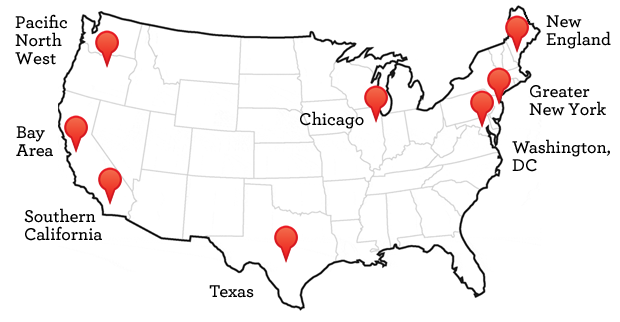 Pacific
North
West
New
England
Greater
New York
Chicago
Bay
Area
Washington,
DC
Southern
California
Texas